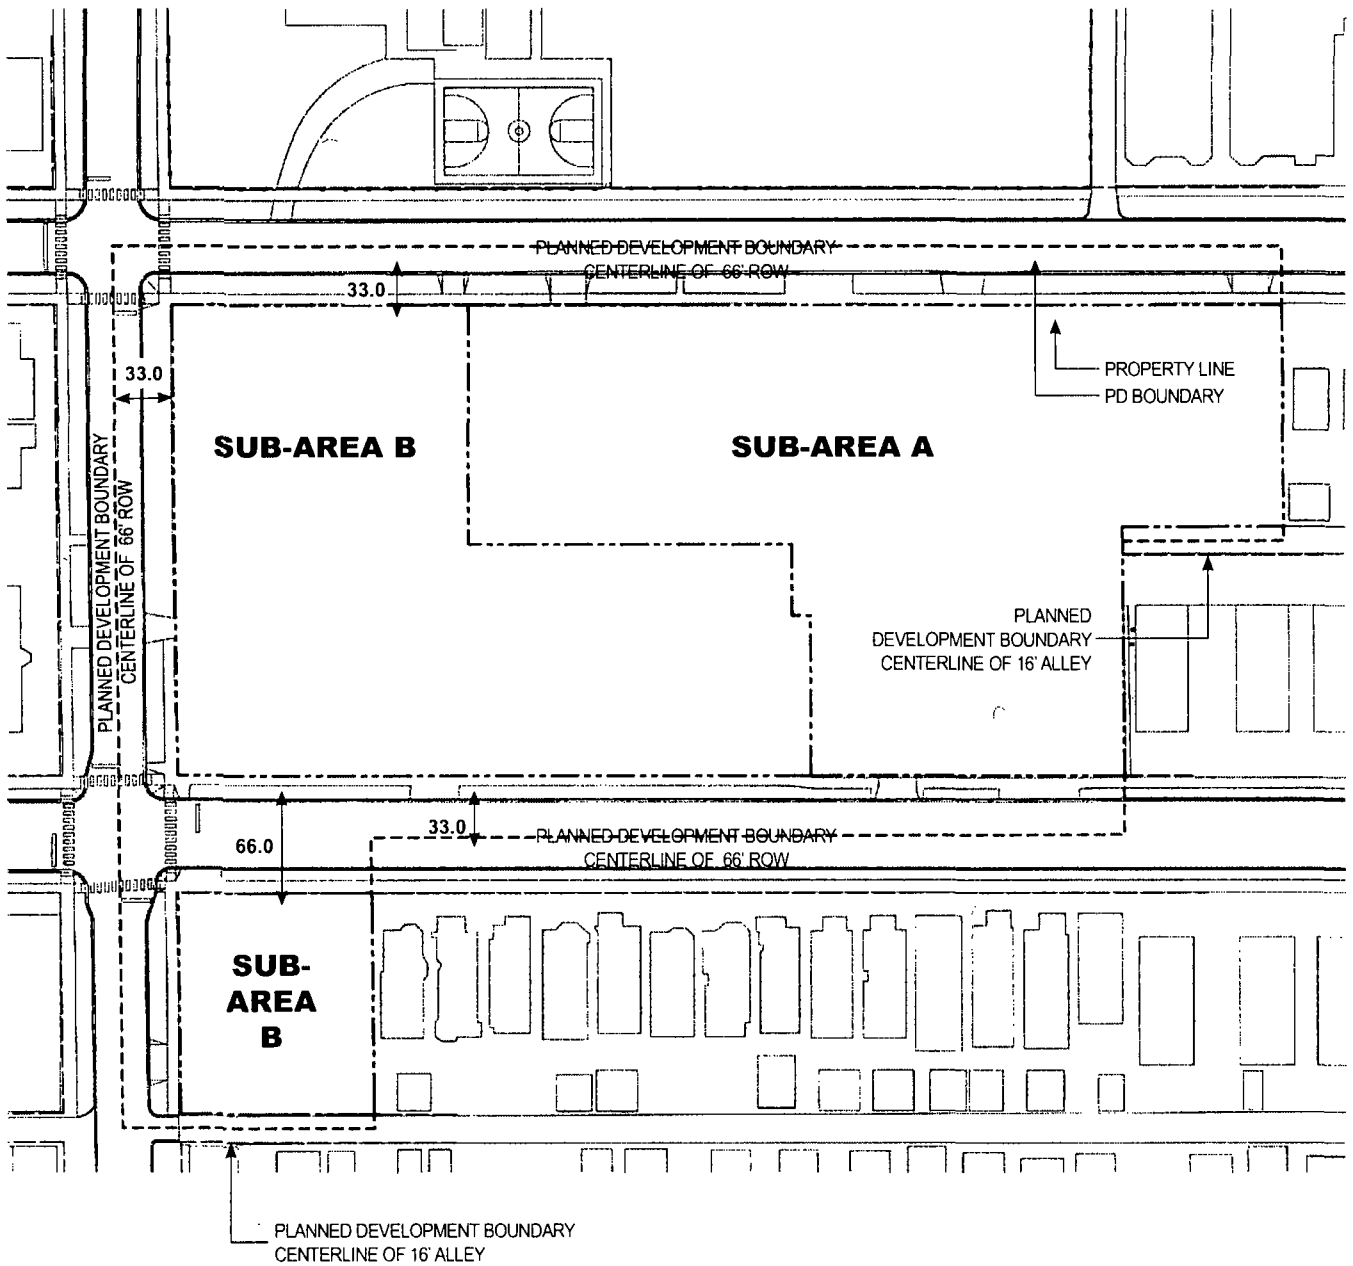 PLANNED DEVELOPMENT BOUNDARY
CENTERLINE OF 66' ROW
33.0
33.0
PROPERTY LINE
PD BOUNDARY
SUB-AREA B
SUB-AREA A
PLANNED DEVELOPMENT BOUNDARY
CENTERLINE OF 66' ROW
PLANNED
DEVELOPMENT BOUNDARY
CENTERLINE OF 16' ALLEY
66.0
33.0
PLANNED DEVELOPMENT BOUNDARY
CENTERLINE OF 66' ROW
SUB-
AREA
B
PLANNED DEVELOPMENT BOUNDARY
CENTERLINE OF 16' ALLEY